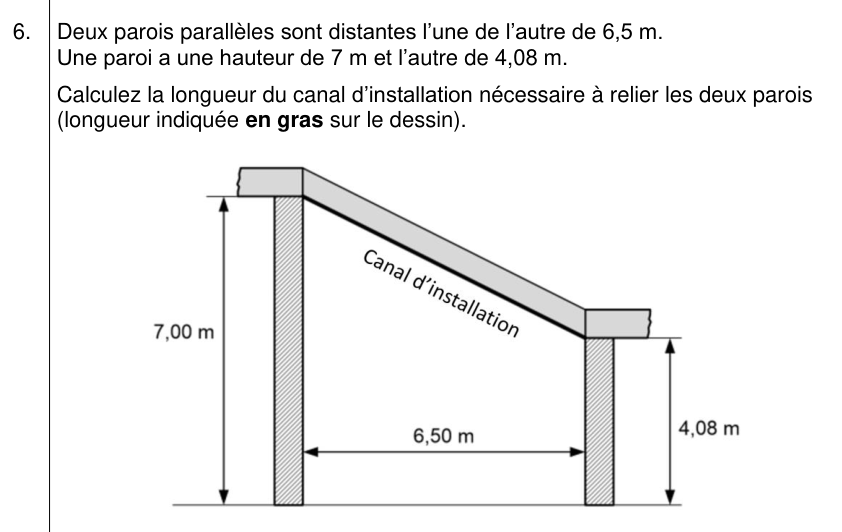 6. Deux parois parallèles sont distantes l’une de l’autre de 6,5 m.
Une paroi a une hauteur de 7 m et l’autre de 4,08 m.
Calculez la longueur du canal d’installation nécessaire à relier les deux parois
(longueur indiquée en gras sur le dessin).
Canal d’installation
7,00 m
6,50 m
4,08 m